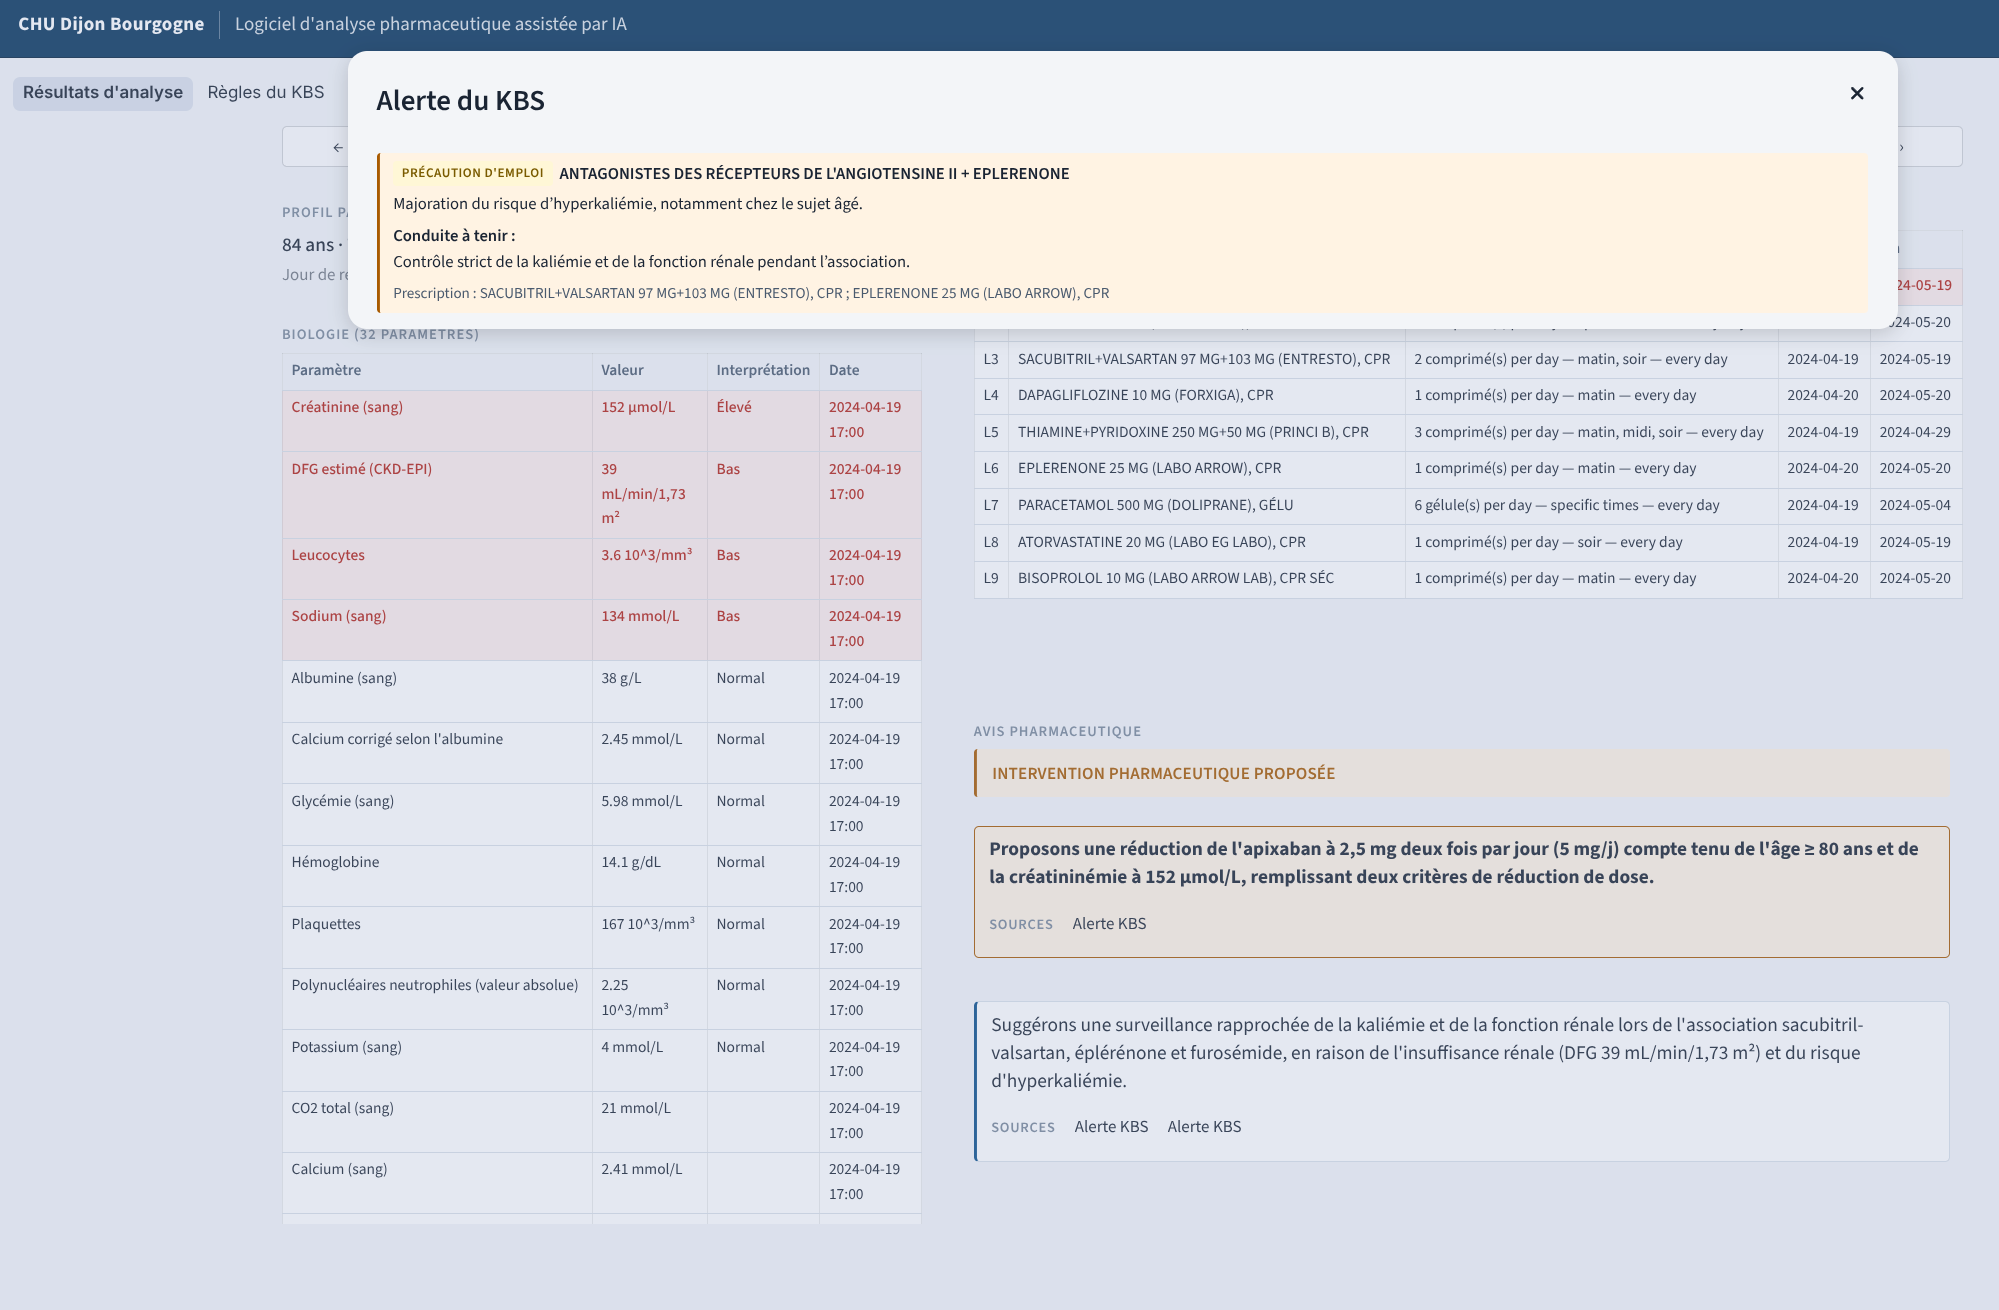 CHU Dijon Bourgogne
Logiciel d'analyse pharmaceutique assistée par IA
Résultats d'analyse
Règles du KBS
Alerte du KBS
×
PRÉCAUTION D'EMPLOI ANTAGONISTES DES RÉCEPTEURS DE L'ANGIOTENSINE II + EPLERENONE
Majoration du risque d’hyperkaliémie, notamment chez le sujet âgé.
Conduite à tenir :
Contrôle strict de la kaliémie et de la fonction rénale pendant l’association.
Prescription : SACUBITRIL+VALSARTAN 97 MG+103 MG (ENTRESTO), CPR ; EPLERENONE 25 MG (LABO ARROW), CPR
←
PROFIL
84 ans ·
Jour de
BIOLOGIE (32 PARAMÈTRES)
Paramètre Valeur Interprétation Date
Créatinine (sang) 152 µmol/L Élevé 2024-04-19
17:00
DFG estimé (CKD-EPI) 39 Bas 2024-04-19
mL/min/1,73 17:00
m²
Leucocytes 3.6 10^3/mm³ Bas 2024-04-19
17:00
Sodium (sang) 134 mmol/L Bas 2024-04-19
17:00
Albumine (sang) 38 g/L Normal 2024-04-19
17:00
Calcium corrigé selon l'albumine 2.45 mmol/L Normal 2024-04-19
17:00
Glycémie (sang) 5.98 mmol/L Normal 2024-04-19
17:00
Hémoglobine 14.1 g/dL Normal 2024-04-19
17:00
Plaquettes 167 10^3/mm³ Normal 2024-04-19
17:00
Polynucléaires neutrophiles (valeur absolue) 2.25 Normal 2024-04-19
10^3/mm³ 17:00
Potassium (sang) 4 mmol/L Normal 2024-04-19
17:00
CO2 total (sang) 21 mmol/L 2024-04-19
17:00
Calcium (sang) 2.41 mmol/L 2024-04-19
17:00
24-05-19
024-05-20
L3 SACUBITRIL+VALSARTAN 97 MG+103 MG (ENTRESTO), CPR 2 comprimé(s) per day — matin, soir — every day 2024-04-19 2024-05-19
L4 DAPAGLIFLOZINE 10 MG (FORXIGA), CPR 1 comprimé(s) per day — matin — every day 2024-04-20 2024-05-20
L5 THIAMINE+PYRIDOXINE 250 MG+50 MG (PRINCI B), CPR 3 comprimé(s) per day — matin, midi, soir — every day 2024-04-19 2024-04-29
L6 EPLERENONE 25 MG (LABO ARROW), CPR 1 comprimé(s) per day — matin — every day 2024-04-20 2024-05-20
L7 PARACETAMOL 500 MG (DOLIPRANE), GÉLU 6 gélule(s) per day — specific times — every day 2024-04-19 2024-05-04
L8 ATORVASTATINE 20 MG (LABO EG LABO), CPR 1 comprimé(s) per day — soir — every day 2024-04-19 2024-05-19
L9 BISOPROLOL 10 MG (LABO ARROW LAB), CPR SÉC 1 comprimé(s) per day — matin — every day 2024-04-20 2024-05-20
AVIS PHARMACEUTIQUE
INTERVENTION PHARMACEUTIQUE PROPOSÉE
Proposons une réduction de l'apixaban à 2,5 mg deux fois par jour (5 mg/j) compte tenu de l'âge ≥ 80 ans et de
la créatininémie à 152 µmol/L, remplissant deux critères de réduction de dose.
SOURCES Alerte KBS
Suggérons une surveillance rapprochée de la kaliémie et de la fonction rénale lors de l'association sacubitril-
valsartan, éplérénone et furosémide, en raison de l'insuffisance rénale (DFG 39 mL/min/1,73 m²) et du risque
d'hyperkaliémie.
SOURCES Alerte KBS Alerte KBS